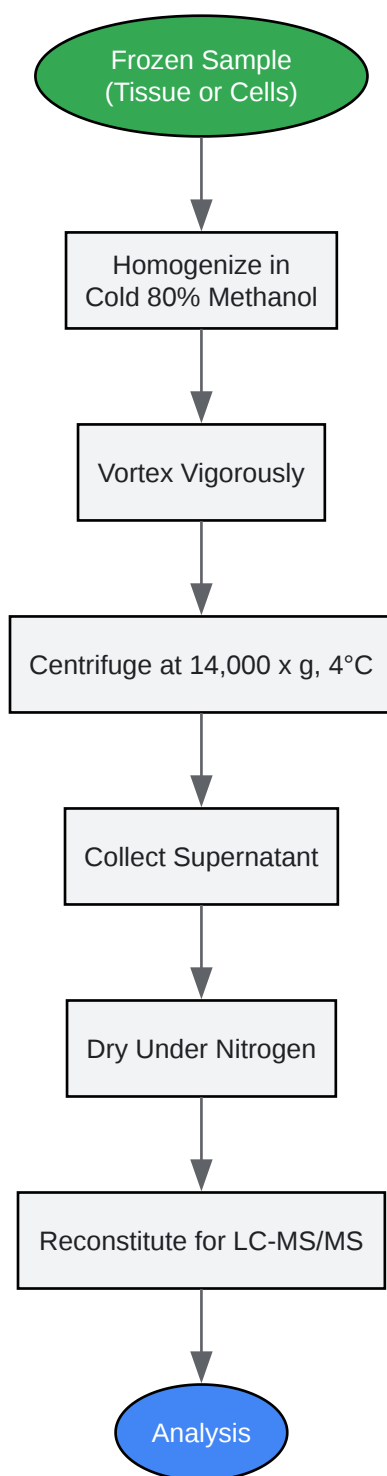 Frozen Sample
(Tissue or Cells)
Homogenize in
Cold 80% Methanol
Vortex Vigorously
Centrifuge at 14,000 x g, 4°C
Collect Supernatant
Dry Under Nitrogen
Reconstitute for LC-MS/MS
Analysis